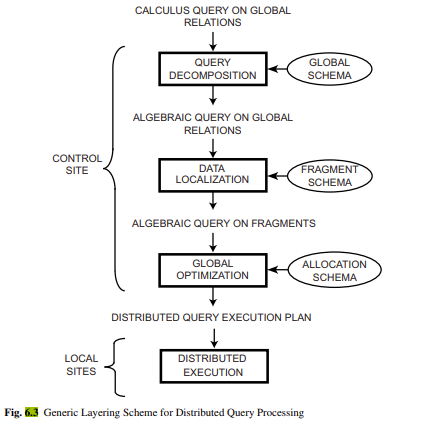 CALCULUS QUERY ON GLOBAL
RELATIONS
QUERY
DECOMPOSITION
GLOBAL
SCHEMA
ALGEBRAIC QUERY ON GLOBAL
RELATIONS
CONTROL
SITE
DATA
LOCALIZATION
FRAGMENT
SCHEMA
ALGEBRAIC QUERY ON FRAGMENTS
GLOBAL
OPTIMIZATION
ALLOCATION
SCHEMA
DISTRIBUTED QUERY EXECUTION PLAN
LOCAL
SITES
DISTRIBUTED
EXECUTION
Fig. 6.3 Generic Layering Scheme for Distributed Query Processing